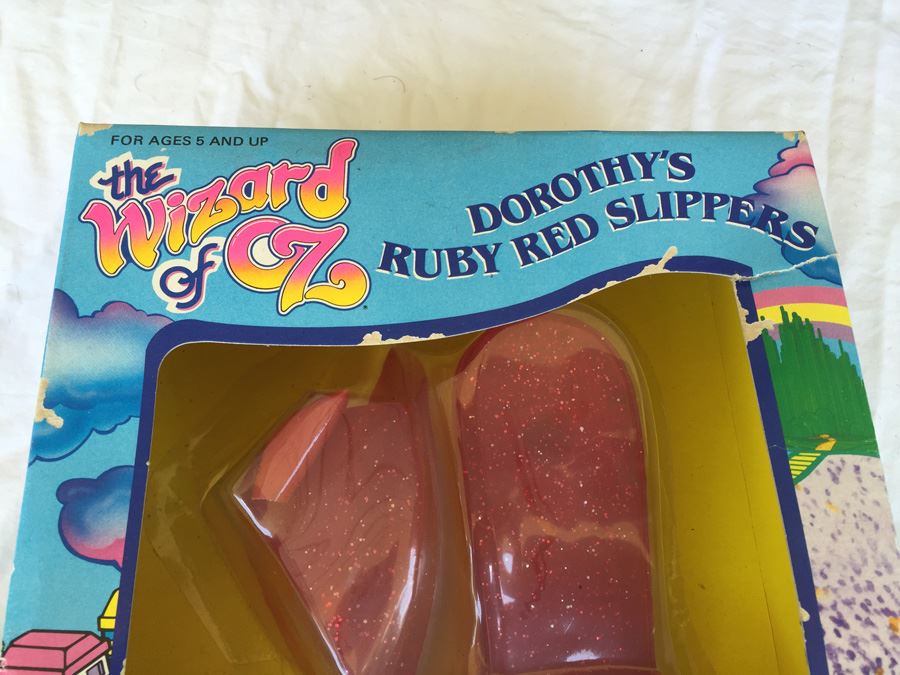 FOR AGES 5 AND UP
the
Wizard
of OZ
DOROTHY'S
RUBY RED SLIPPERS